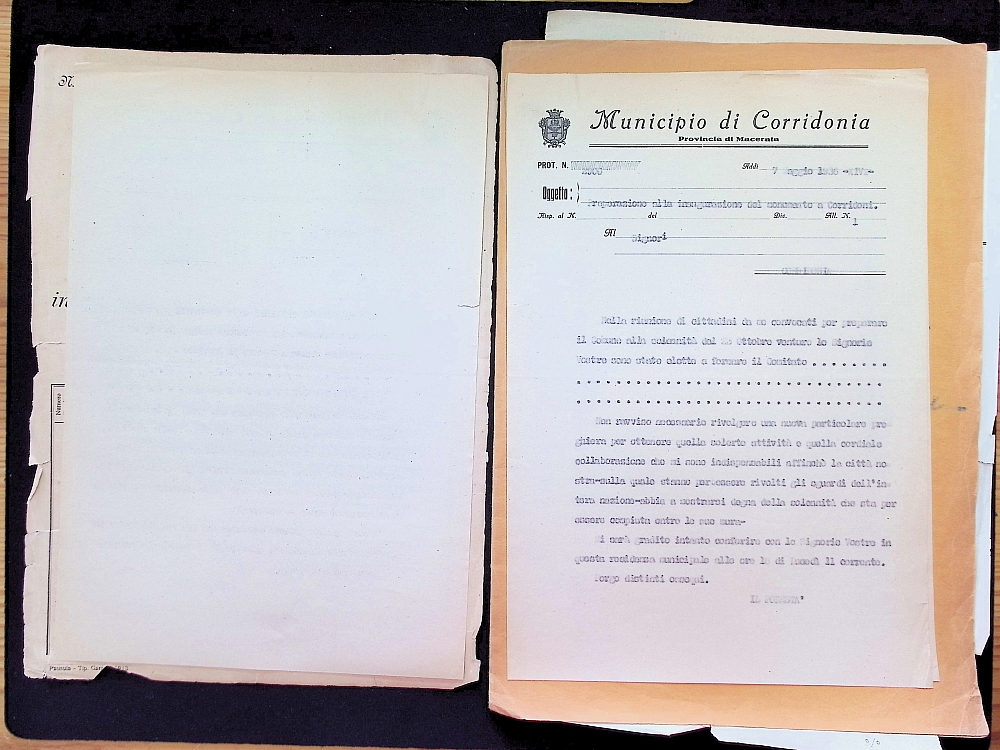 N.
in
Numero
Pausula - Tip.
Municipio di Corridonia
Provincia di Macerata
PROT. N. 2500
Addì 7 Maggio 1936 -XIV°-
Oggetto:
Preparazione alla inaugurazione del monumento a Corridoni.
Risp. al N. del Div. All. N. 1
Al Signori
CORRIDONIA
Nella riunione di cittadini da me convocati per preparare
il Comune alla solennità del Ottobre venturo le Signorie
Vostre sono state elette a formare il Comitato . . . . . . . .
. . . . . . . . . . . . . . . . . . . . . . . . . . . . .
. . . . . . . . . . . . . . . . . . . . . . . . . . . . .
Non ravviso necessario rivolgere una nuova particolare pre-
ghiera per ottenere quella solerte attività e quella cordiale
collaborazione che mi sono indispensabili affinchè la città no-
stra-sulla quale stanno per essere rivolti gli sguardi dell'in-
tera nazione-abbia a mostrarsi degna della solennità che sta per
essere compiuta entro le sue mura-
Mi sarà gradito intanto conferire con le Signorie Vostre in
questa residenza municipale alle ore di Lunedì 11 corrente.
Porgo distinti ossequi.
IL PODESTA'